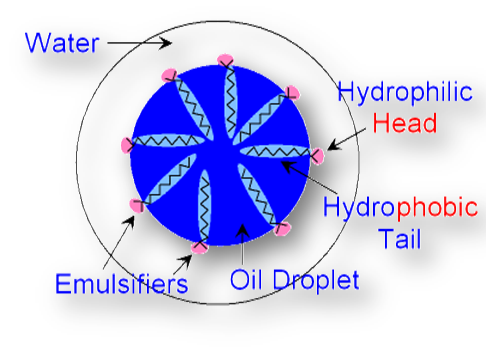 Water
Hydrophilic
Head
Hydrophobic
Tail
Emulsifiers
Oil Droplet